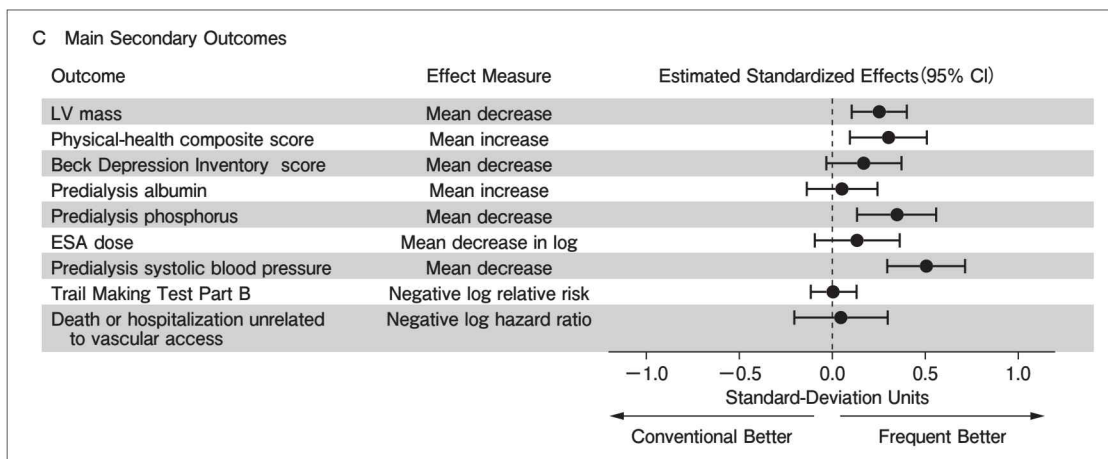 C Main Secondary Outcomes
Outcome Effect Measure Estimated Standardized Effects (95% CI)
LV mass Mean decrease
Physical-health composite score Mean increase
Beck Depression Inventory score Mean decrease
Predialysis albumin Mean increase
Predialysis phosphorus Mean decrease
ESA dose Mean decrease in log
Predialysis systolic blood pressure Mean decrease
Trail Making Test Part B Negative log relative risk
Death or hospitalization unrelated Negative log hazard ratio
to vascular access
−1.0 −0.5 0.0 0.5 1.0
Standard-Deviation Units
Conventional Better Frequent Better